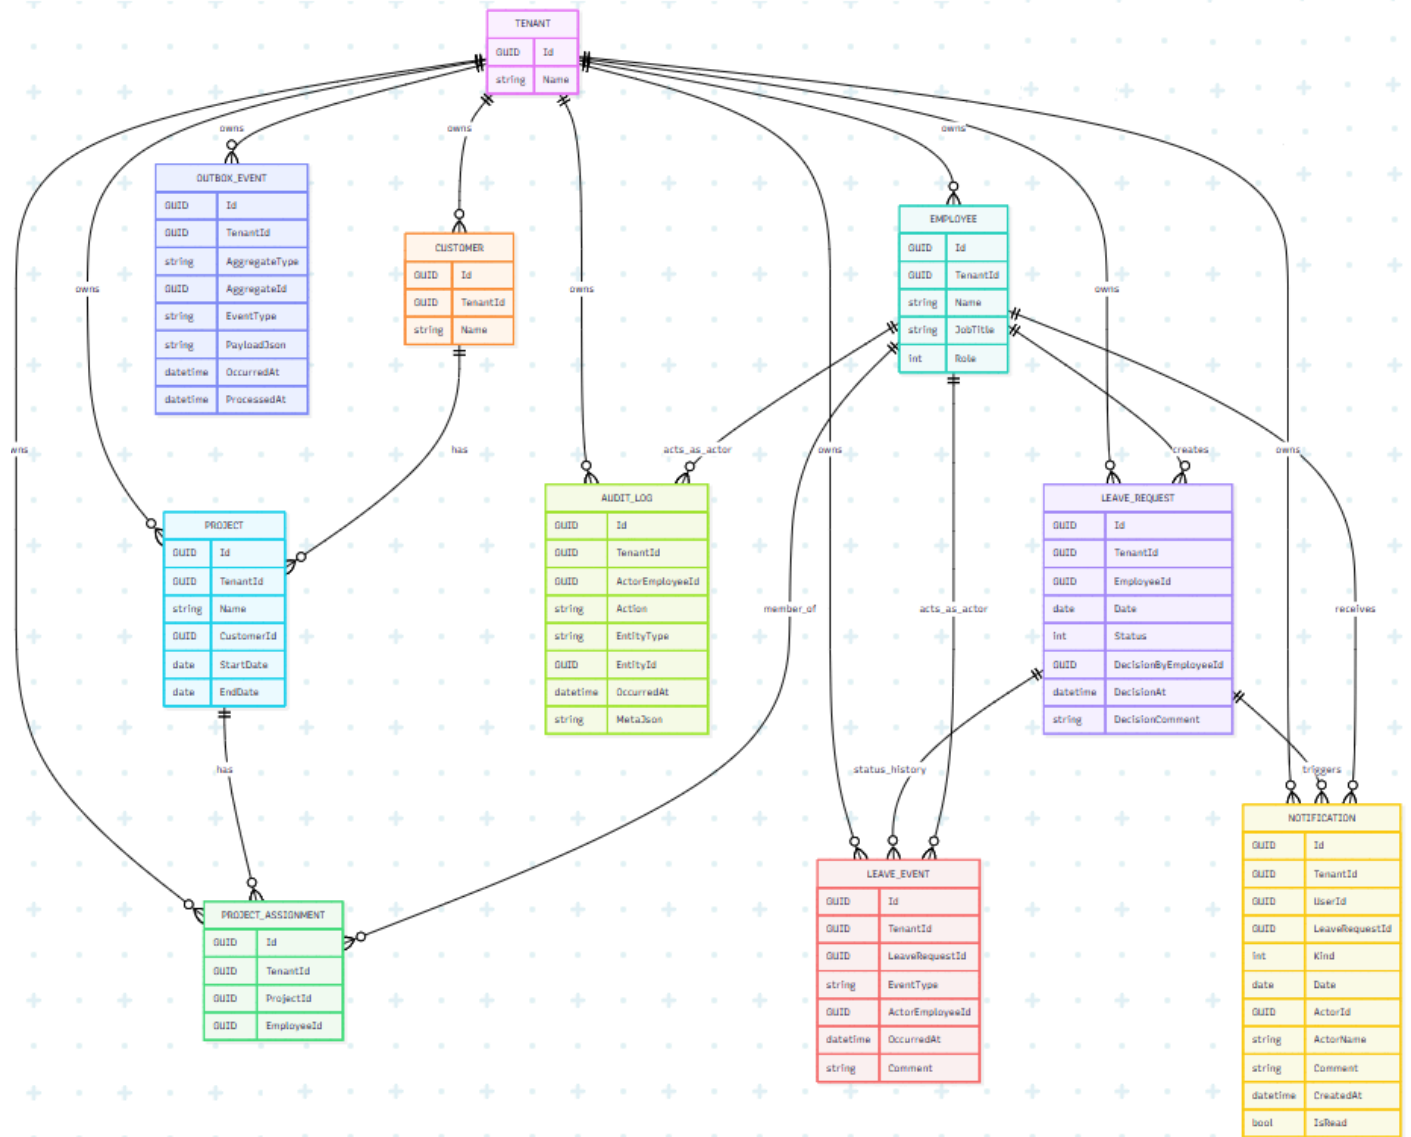 TENANT
GUID Id
string Name
owns
owns
owns
OUTBOX_EVENT
GUID Id
GUID TenantId
string AggregateType
GUID AggregateId
string EventType
string PayloadJson
datetime OccurredAt
datetime ProcessedAt
CUSTOMER
GUID Id
GUID TenantId
string Name
EMPLOYEE
GUID Id
GUID TenantId
string Name
string JobTitle
int Role
owns
owns
owns
wns
has
acts_as_actor
owns
creates
owns
PROJECT
GUID Id
GUID TenantId
string Name
GUID CustomerId
date StartDate
date EndDate
AUDIT_LOG
GUID Id
GUID TenantId
GUID ActorEmployeeId
string Action
string EntityType
GUID EntityId
datetime OccurredAt
string MetaJson
LEAVE_REQUEST
GUID Id
GUID TenantId
GUID EmployeeId
date Date
int Status
GUID DecisionByEmployeeId
datetime DecisionAt
string DecisionComment
member_of
acts_as_actor
receives
has
status_history
triggers
PROJECT_ASSIGNMENT
GUID Id
GUID TenantId
GUID ProjectId
GUID EmployeeId
LEAVE_EVENT
GUID Id
GUID TenantId
GUID LeaveRequestId
string EventType
GUID ActorEmployeeId
datetime OccurredAt
string Comment
NOTIFICATION
GUID Id
GUID TenantId
GUID UserId
GUID LeaveRequestId
int Kind
date Date
GUID ActorId
string ActorName
string Comment
datetime CreatedAt
bool IsRead